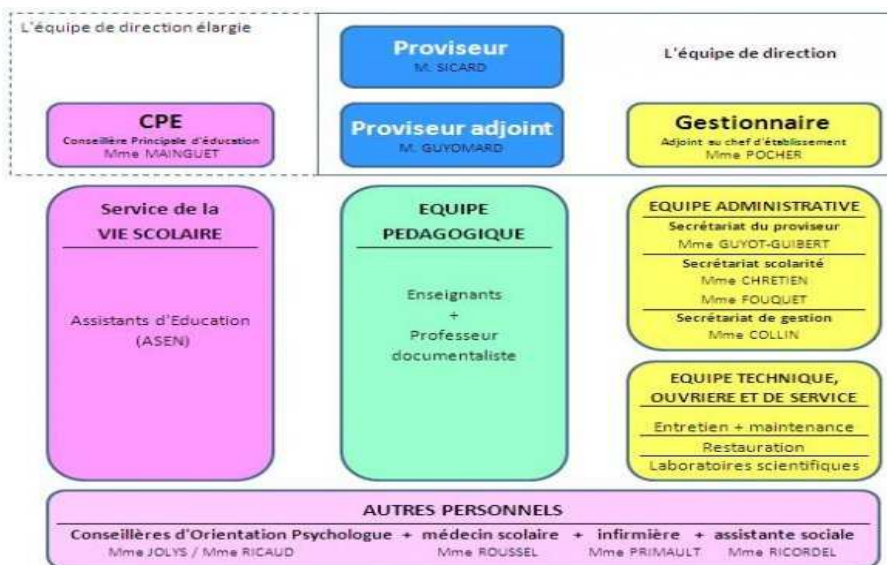 L'équipe de direction élargie
Proviseur
M. SICARD
L'équipe de direction
CPE
Conseillère Principale d'éducation
Mme MAINGUET
Proviseur adjoint
M. GUYOMARD
Gestionnaire
Adjoint au chef d'établissement
Mme POCHER
Service de la
VIE SCOLAIRE
Assistants d'Education
(ASEN)
EQUIPE
PEDAGOGIQUE
Enseignants
+
Professeur
documentaliste
EQUIPE ADMINISTRATIVE
Secrétariat du proviseur
Mme GUYOT-GUIBERT
Secrétariat scolarité
Mme CHRETIEN
Mme FOUQUET
Secrétariat de gestion
Mme COLLIN
EQUIPE TECHNIQUE,
OUVRIERE ET DE SERVICE
Entretien + maintenance
Restauration
Laboratoires scientifiques
AUTRES PERSONNELS
Conseillères d'Orientation Psychologue + médecin scolaire + infirmière + assistante sociale
Mme JOLYS / Mme RICAUD Mme ROUSSEL Mme PRIMAULT Mme RICORDEL